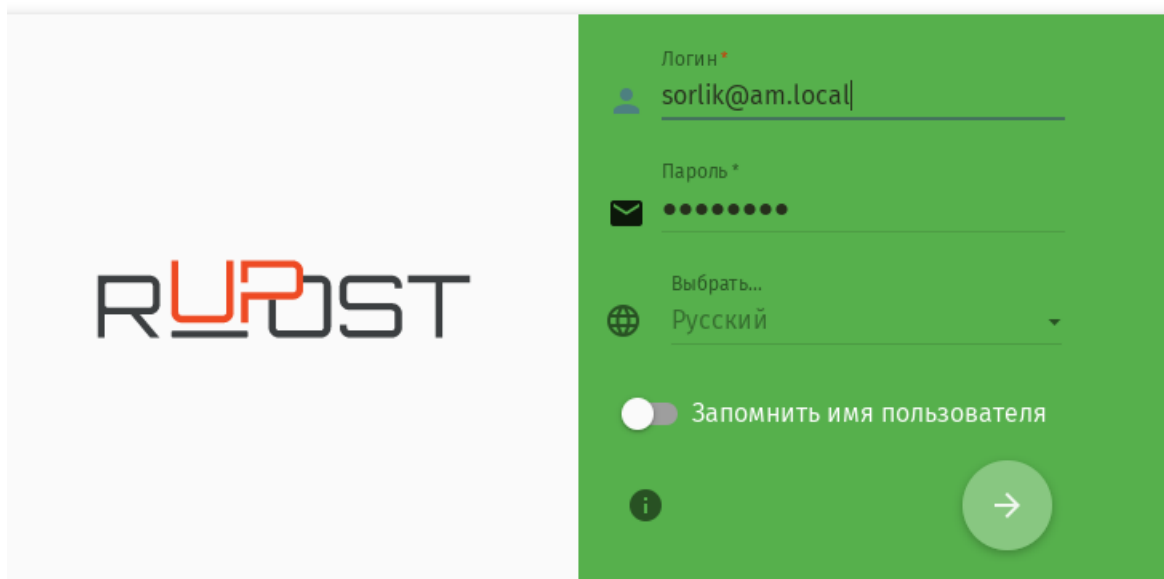 RUPOST
Логин *
sorlik@am.local
Пароль *
••••••••
Выбрать...
Русский
Запомнить имя пользователя